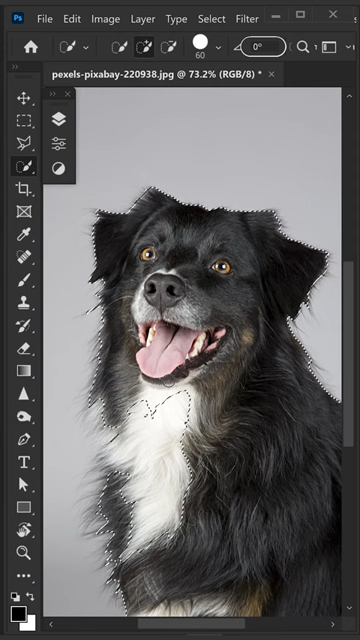 Ps File Edit Image Layer Type Select Filter
60 0°
pexels-pixabay-220938.jpg @ 73.2% (RGB/8) *
T